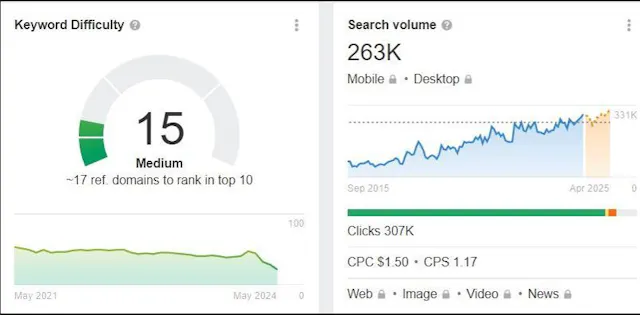 Keyword Difficulty ?
15
Medium
~17 ref. domains to rank in top 10
100
May 2021 May 2024 0
Search volume ?
263K
Mobile • Desktop
331K
Sep 2015 Apr 2025 0
Clicks 307K
CPC $1.50 • CPS 1.17
Web • Image • Video • News